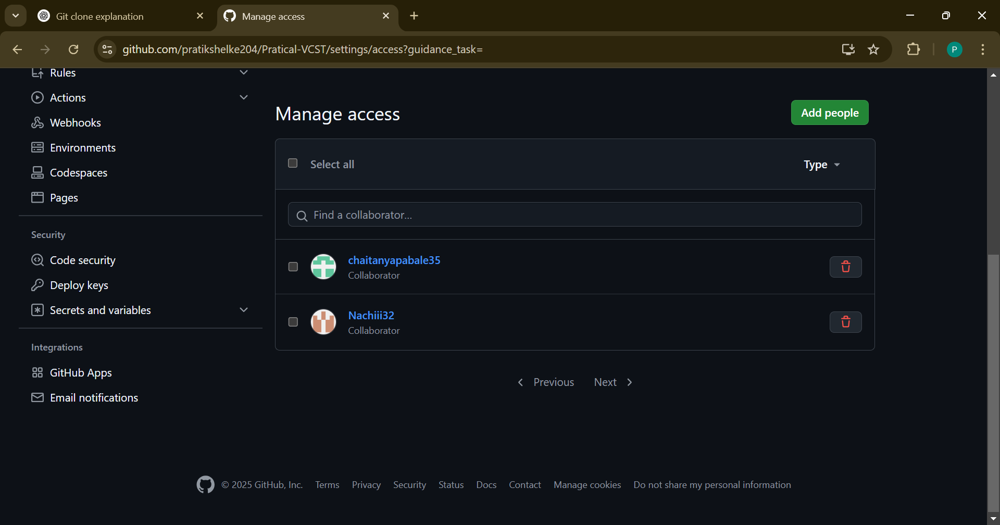 Git clone explanation
Manage access
github.com/pratikshelke204/Pratical-VCST/settings/access?guidance_task=
P
Rules
Actions
Webhooks
Environments
Codespaces
Pages
Security
Code security
Deploy keys
Secrets and variables
Integrations
GitHub Apps
Email notifications
Manage access
Add people
Select all
Type
Find a collaborator...
chaitanyapabale35
Collaborator
Nachiii32
Collaborator
Previous Next
© 2025 GitHub, Inc. Terms Privacy Security Status Docs Contact Manage cookies Do not share my personal information